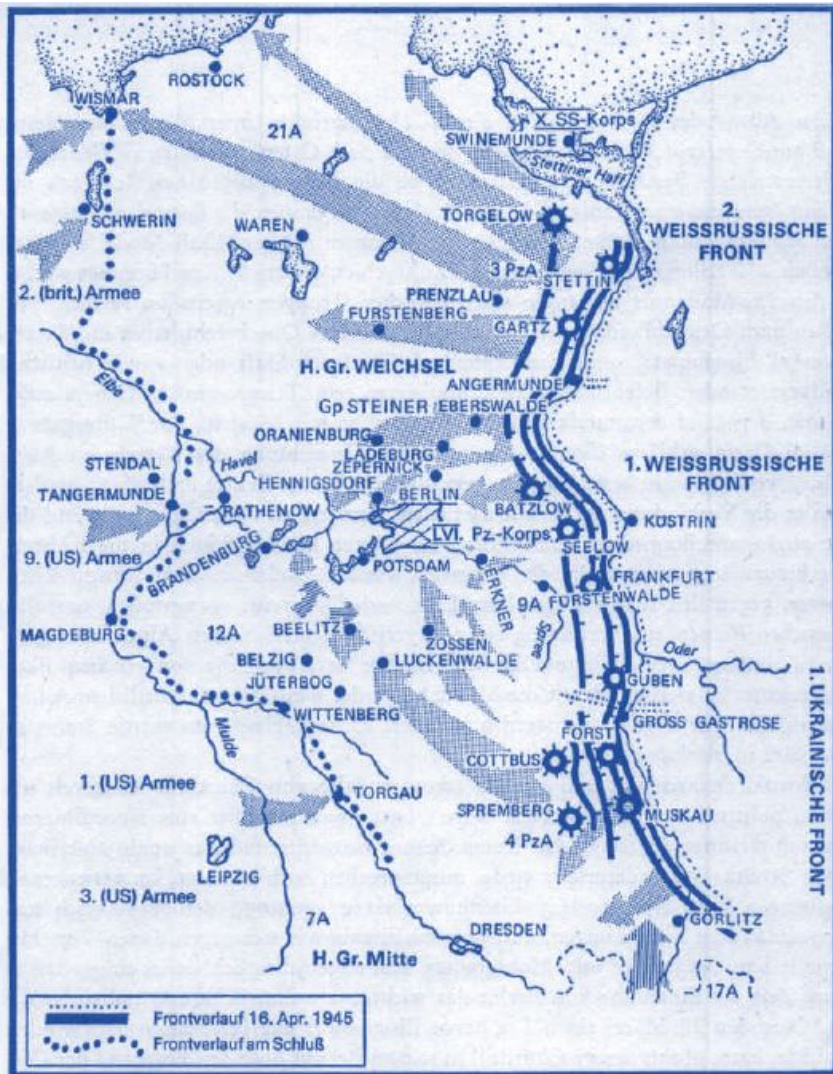 ROSTOCK
WISMAR
X. SS-Korps
21A
SWINEMUNDE
Stettiner Haff
SCHWERIN
TORGELOW
WAREN
2. WEISSRUSSISCHE
FRONT
3 PzA
STETTIN
2. (brit.) Armee
PRENZLAU
FURSTENBERG
GARTZ
Elbe
H. Gr. WEICHSEL
ANGERMUNDE
Gp STEINER
EBERSWALDE
ORANIENBURG
LADEBURG
STENDAL
Havel
ZEPERNICK
1. WEISSRUSSISCHE
FRONT
HENNIGSDORF
TANGERMUNDE
BERLIN
RATHENOW
BATZLOW
KÜSTRIN
LVI. Pz.-Korps
SEELOW
9. (US) Armee
BRANDENBURG
POTSDAM
ERKNER
FRANKFURT
9A
FÜRSTENWALDE
Spree
MAGDEBURG
12A
BEELITZ
ZOSSEN
Oder
BELZIG
LUCKENWALDE
JÜTERBOG
GUBEN
WITTENBERG
GROSS GASTROSE
Mulde
FORST
COTTBUS
1. UKRAINISCHE FRONT
1. (US) Armee
TORGAU
SPREMBERG
MUSKAU
4 PzA
LEIPZIG
3. (US) Armee
7A
GÖRLITZ
DRESDEN
H. Gr. Mitte
17A
Frontverlauf 16. Apr. 1945
Frontverlauf am Schluß